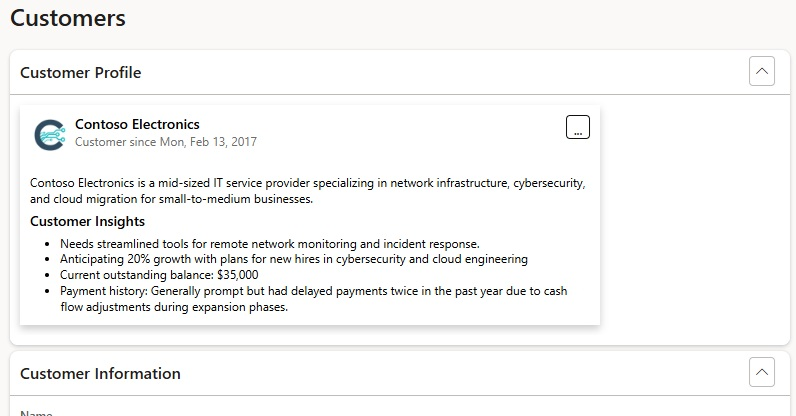 Customers
Customer Profile
Contoso Electronics
Customer since Mon, Feb 13, 2017
...
Contoso Electronics is a mid-sized IT service provider specializing in network infrastructure, cybersecurity,
and cloud migration for small-to-medium businesses.
Customer Insights
• Needs streamlined tools for remote network monitoring and incident response.
• Anticipating 20% growth with plans for new hires in cybersecurity and cloud engineering
• Current outstanding balance: $35,000
• Payment history: Generally prompt but had delayed payments twice in the past year due to cash
flow adjustments during expansion phases.
Customer Information
Name